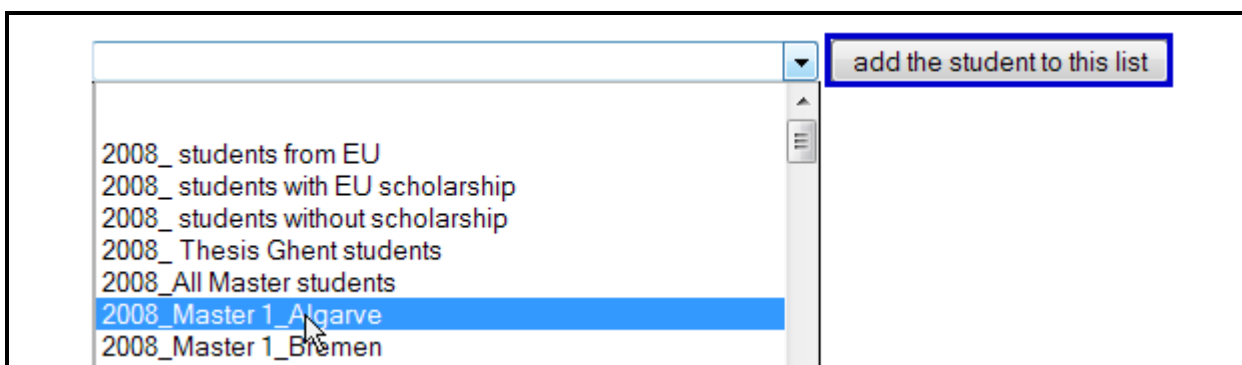 add the student to this list
2008_ students from EU
2008_ students with EU scholarship
2008_ students without scholarship
2008_ Thesis Ghent students
2008_All Master students
2008_Master 1_Algarve
2008_Master 1_Bremen